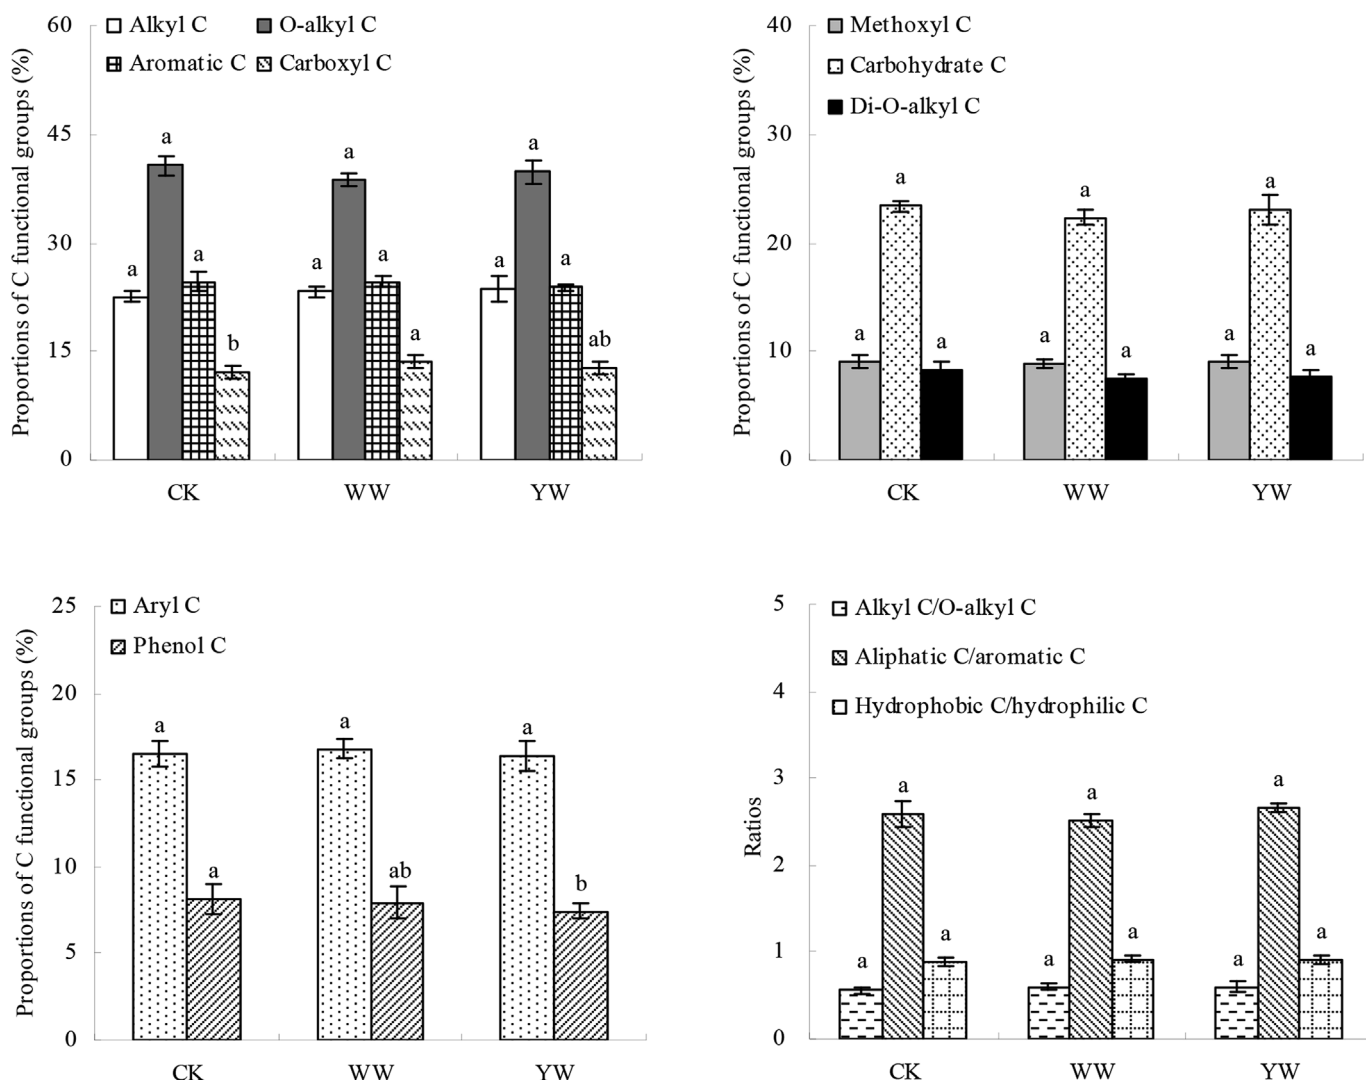 Proportions of C functional groups (%)
60
45
30
15
0
Alkyl C
O-alkyl C
Aromatic C
Carboxyl C
a
a
a
b
a
a
a
a
a
a
a
ab
CK
WW
YW
Proportions of C functional groups (%)
40
30
20
10
0
Methoxyl C
Carbohydrate C
Di-O-alkyl C
a
a
a
a
a
a
a
a
a
CK
WW
YW
Proportions of C functional groups (%)
25
20
15
10
5
0
Aryl C
Phenol C
a
a
a
ab
a
b
CK
WW
YW
Ratios
5
4
3
2
1
0
Alkyl C/O-alkyl C
Aliphatic C/aromatic C
Hydrophobic C/hydrophilic C
a
a
a
a
a
a
a
a
a
CK
WW
YW